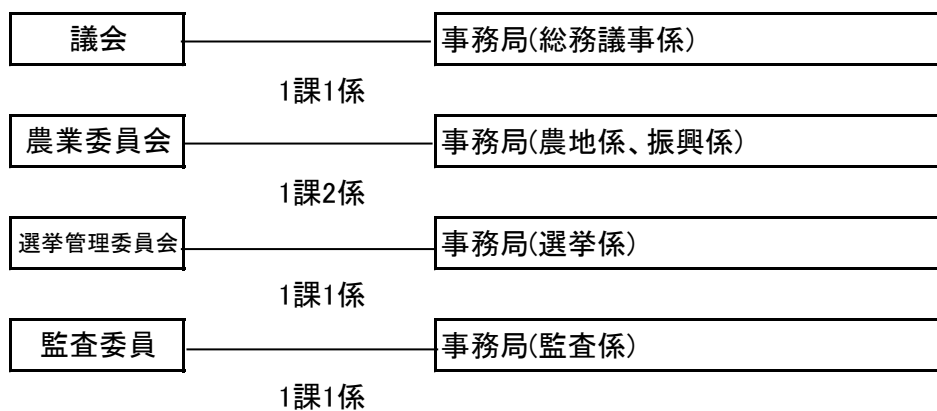 議会
事務局(総務議事係)
1課1係
農業委員会
事務局(農地係、振興係)
1課2係
選挙管理委員会
事務局(選挙係)
1課1係
監査委員
事務局(監査係)
1課1係